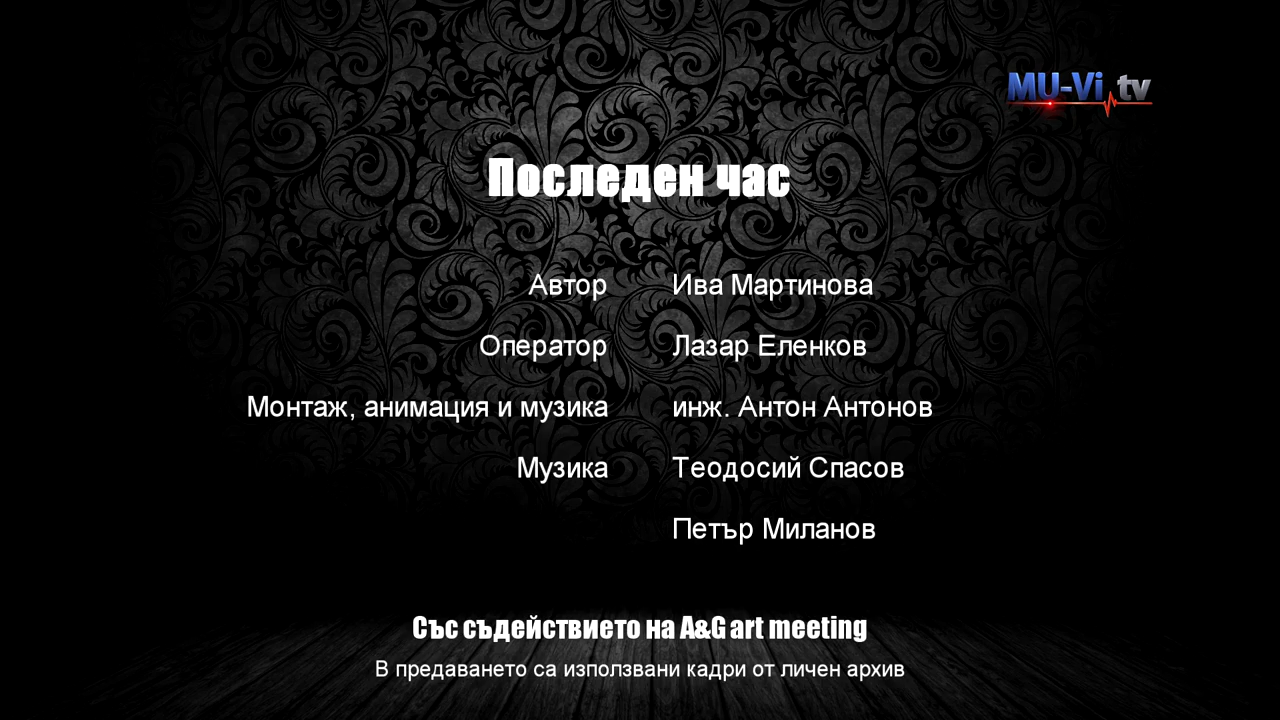 MU-Vi.tv
Последен час
Автор Ива Мартинова
Оператор Лазар Еленков
Монтаж, анимация и музика инж. Антон Антонов
Музика Теодосий Спасов
Петър Миланов
Със съдействието на A&G art meeting
В предаването са използвани кадри от личен архив